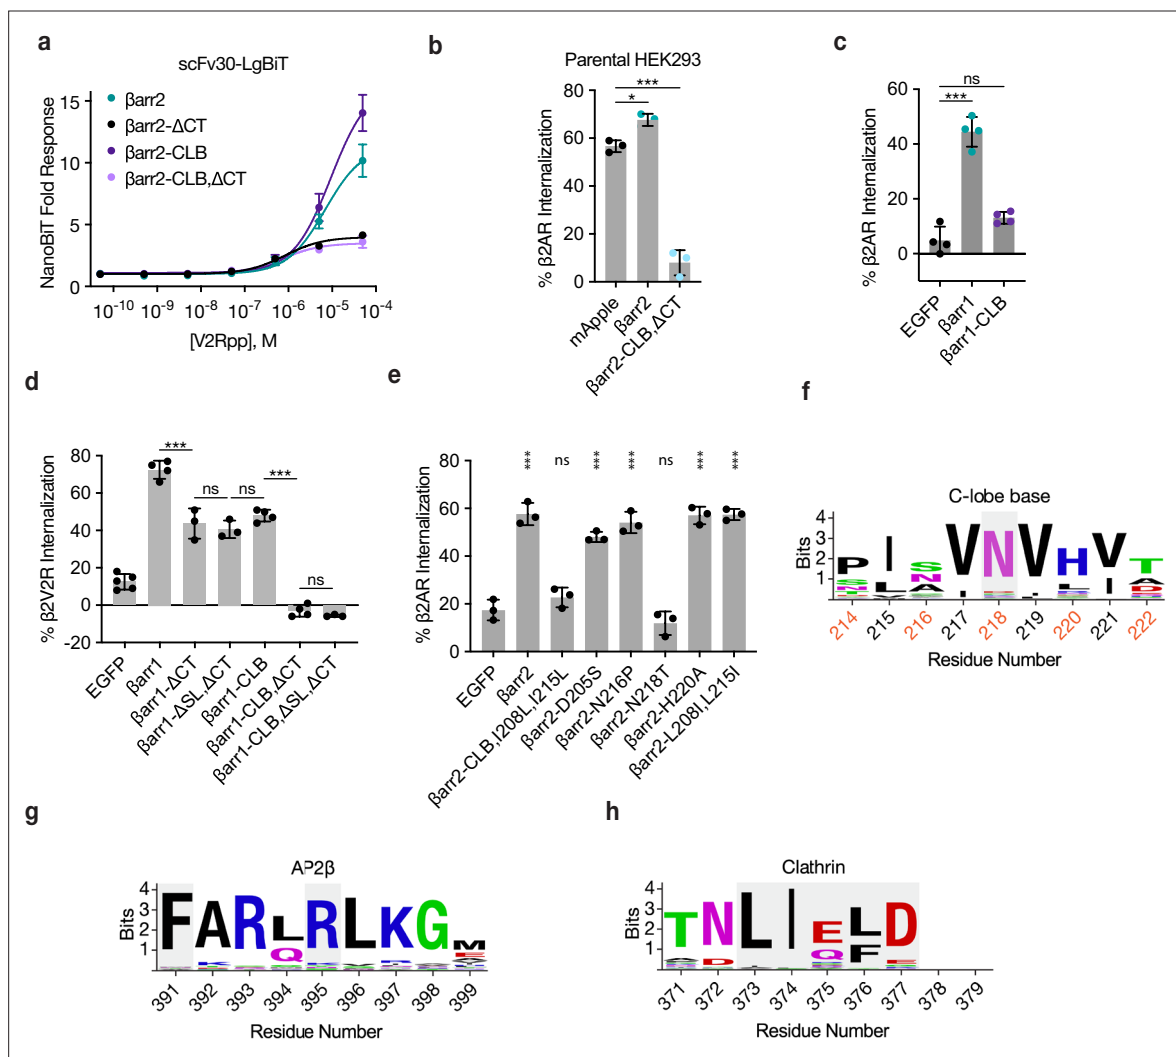 a
scFv30-LgBiT
βarr2
βarr2-ΔCT
βarr2-CLB
βarr2-CLB,ΔCT
NanoBiT Fold Response
15
10
5
0
10⁻¹⁰ 10⁻⁹ 10⁻⁸ 10⁻⁷ 10⁻⁶ 10⁻⁵ 10⁻⁴
[V2Rpp], M
b
Parental HEK293
***
*
% β2AR Internalization
80
60
40
20
0
mApple
βarr2
βarr2-CLB,ΔCT
c
ns
***
% β2AR Internalization
60
40
20
0
EGFP
βarr1
βarr1-CLB
d
*** ns ns *** ns
% β2V2R Internalization
80
60
40
20
0
-20
EGFP
βarr1
βarr1-ΔCT
βarr1-ΔSL,ΔCT
βarr1-CLB
βarr1-CLB,ΔCT
βarr1-CLB,ΔSL,ΔCT
e
*** ns *** *** ns *** ***
% β2AR Internalization
80
60
40
20
0
EGFP
βarr2
βarr2-CLB,I208L,I215L
βarr2-D205S
βarr2-N216P
βarr2-N218T
βarr2-H220A
βarr2-L208I,L215I
f
C-lobe base
Bits
4
3
2
1
P I S V N V H V T
S L N I L I A
N A D
214 215 216 217 218 219 220 221 222
Residue Number
g
AP2β
Bits
4
3
2
1
F A R L R L K G M
K Q E
391 392 393 394 395 396 397 398 399
Residue Number
h
Clathrin
Bits
4
3
2
1
T N L I E L D
A D Q F E
371 372 373 374 375 376 377 378 379
Residue Number